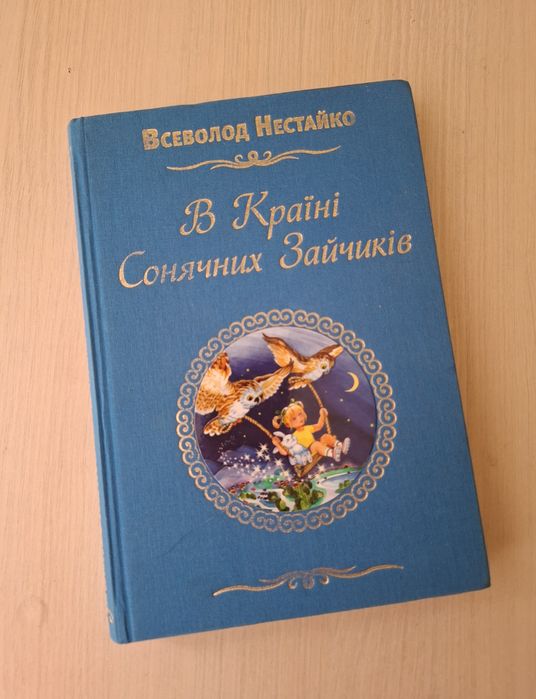 Всеволод Нестайко
В Країні
Сонячних Зайчиків